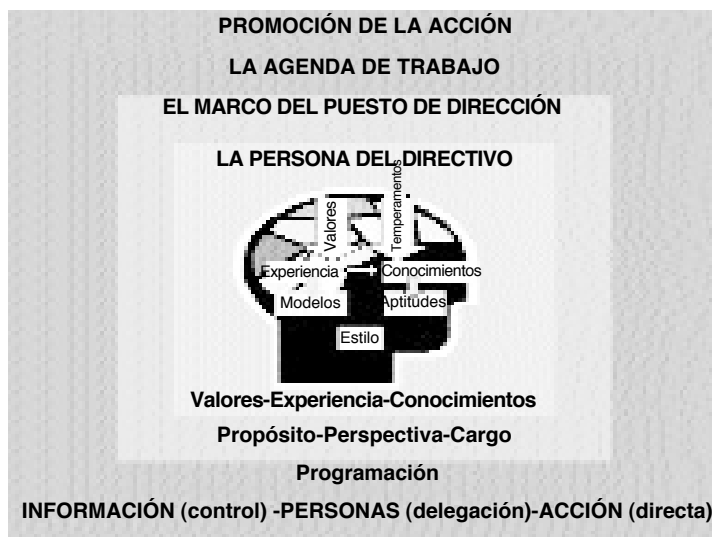 PROMOCIÓN DE LA ACCIÓN
LA AGENDA DE TRABAJO
EL MARCO DEL PUESTO DE DIRECCIÓN
LA PERSONA DEL DIRECTIVO
Valores
Temperamentos
Experiencia
Conocimientos
Modelos
Aptitudes
Estilo
Valores-Experiencia-Conocimientos
Propósito-Perspectiva-Cargo
Programación
INFORMACIÓN (control) -PERSONAS (delegación)-ACCIÓN (directa)